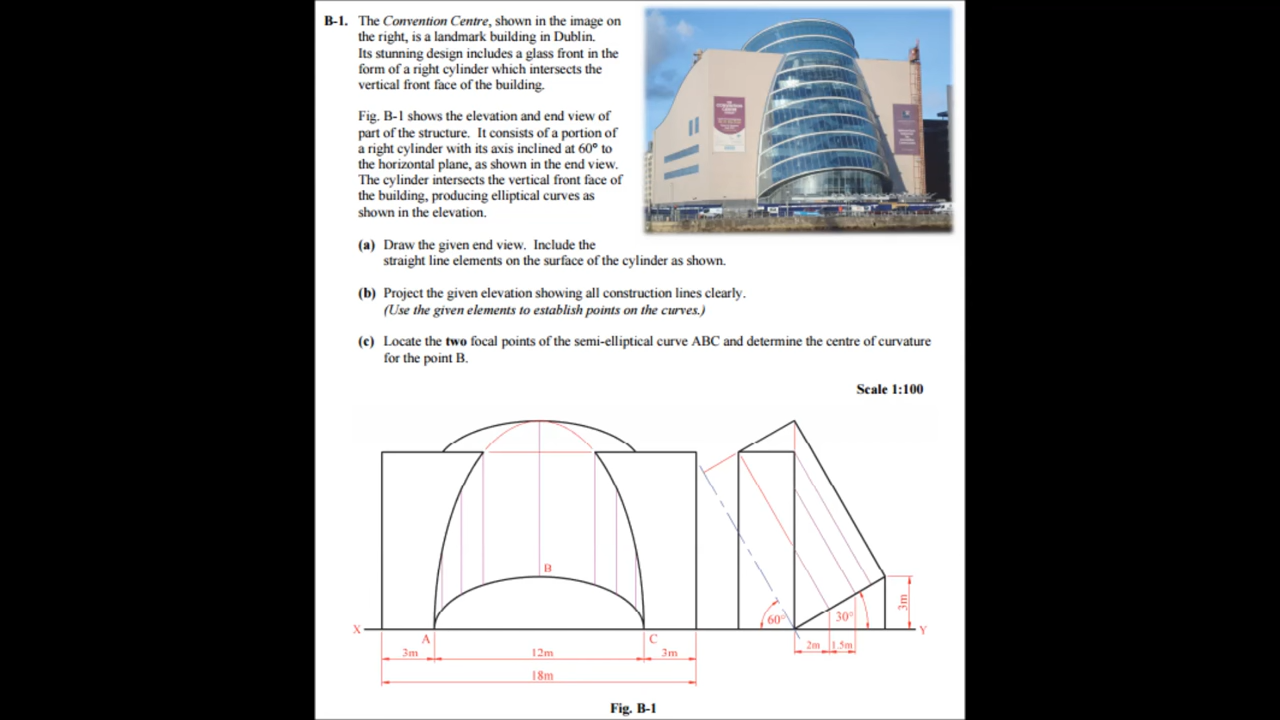 B-1. The Convention Centre, shown in the image on
the right, is a landmark building in Dublin.
Its stunning design includes a glass front in the
form of a right cylinder which intersects the
vertical front face of the building.
Fig. B-1 shows the elevation and end view of
part of the structure. It consists of a portion of
a right cylinder with its axis inclined at 60° to
the horizontal plane, as shown in the end view.
The cylinder intersects the vertical front face of
the building, producing elliptical curves as
shown in the elevation.
(a) Draw the given end view. Include the
straight line elements on the surface of the cylinder as shown.
(b) Project the given elevation showing all construction lines clearly.
(Use the given elements to establish points on the curves.)
(c) Locate the two focal points of the semi-elliptical curve ABC and determine the centre of curvature
for the point B.
Scale 1:100
B
3m
60°
30°
X
Y
A
C
2m
1.5m
3m
12m
3m
18m
Fig. B-1